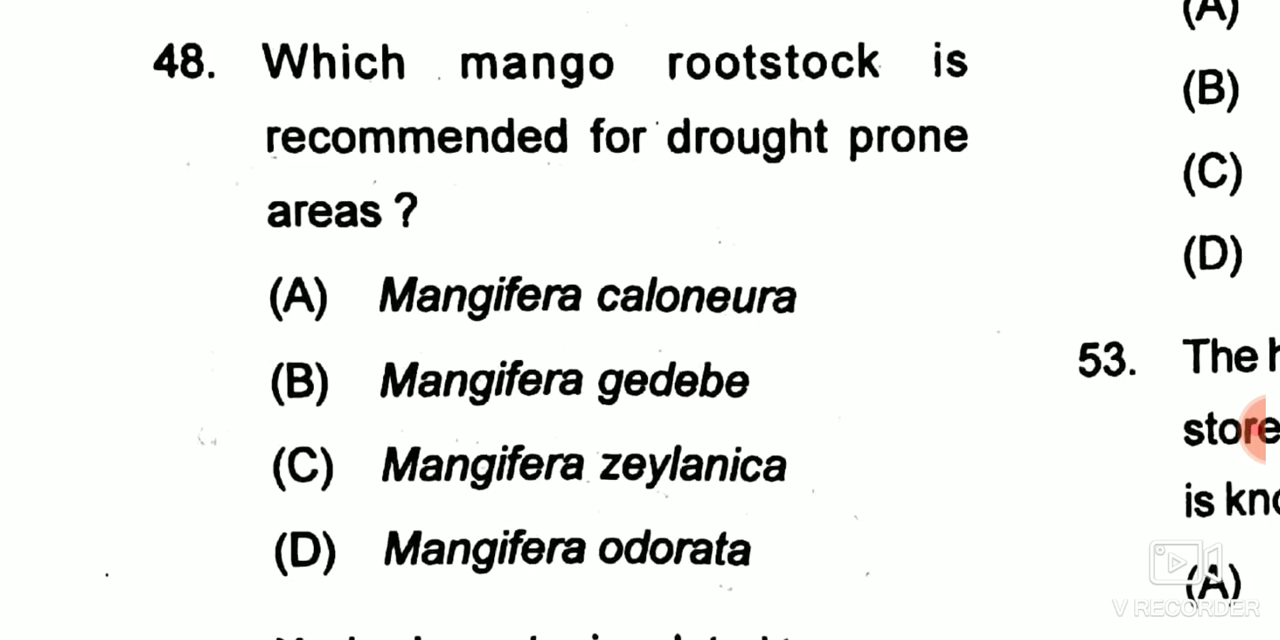 48. Which mango rootstock is
recommended for drought prone
areas ?
(A) Mangifera caloneura
(B) Mangifera gedebe
(C) Mangifera zeylanica
(D) Mangifera odorata
(A)
(B)
(C)
(D)
53. The
store
is
(A)
V RECORDER